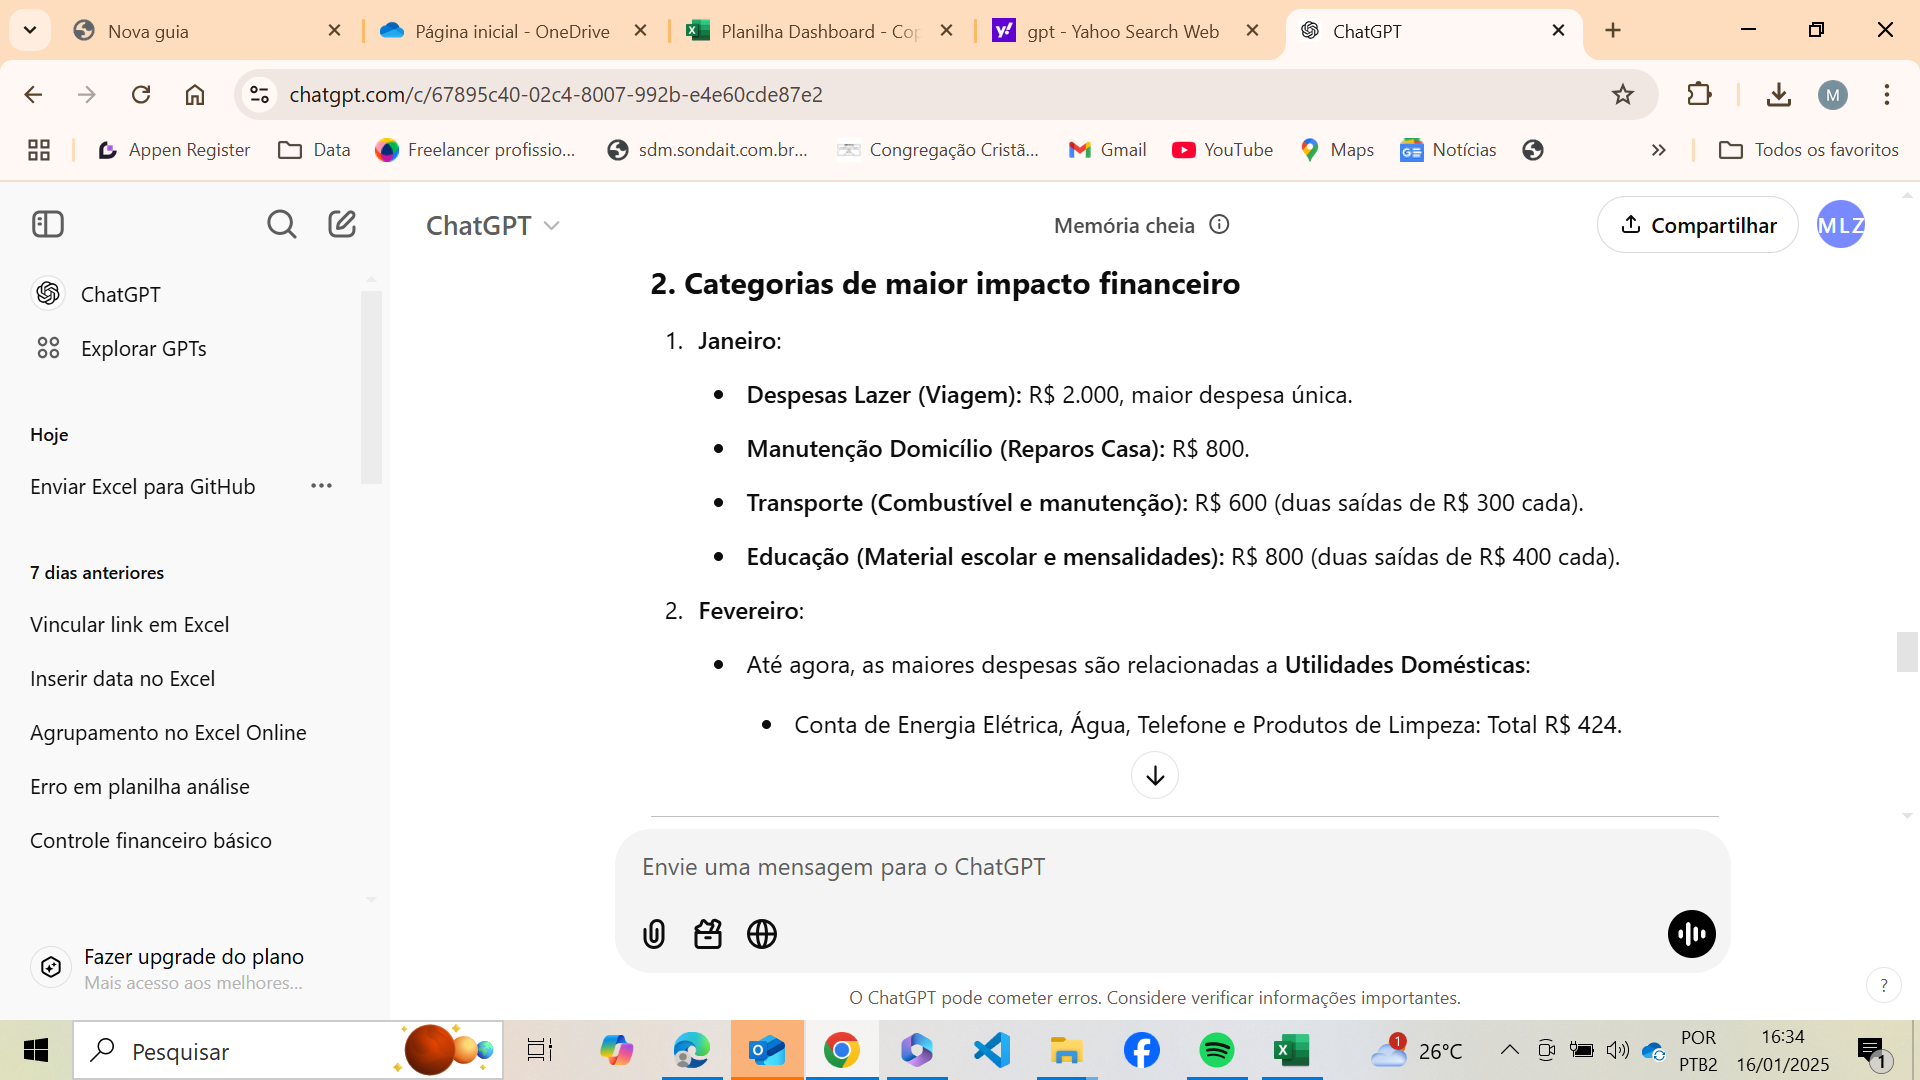 Nova guia
Página inicial - OneDrive
Planilha Dashboard - Cop
gpt - Yahoo Search Web
ChatGPT
chatgpt.com/c/67895c40-02c4-8007-992b-e4e60cde87e2
M
Appen Register
Data
Freelancer profissio...
sdm.sondait.com.br...
Congregação Cristã...
Gmail
YouTube
Maps
Notícias
Todos os favoritos
ChatGPT
Memória cheia
Compartilhar
MLZ
ChatGPT
Explorar GPTs
Hoje
Enviar Excel para GitHub
7 dias anteriores
Vincular link em Excel
Inserir data no Excel
Agrupamento no Excel Online
Erro em planilha análise
Controle financeiro básico
Fazer upgrade do plano
Mais acesso aos melhores...
2. Categorias de maior impacto financeiro
1. Janeiro:
• Despesas Lazer (Viagem): R$ 2.000, maior despesa única.
• Manutenção Domicílio (Reparos Casa): R$ 800.
• Transporte (Combustível e manutenção): R$ 600 (duas saídas de R$ 300 cada).
• Educação (Material escolar e mensalidades): R$ 800 (duas saídas de R$ 400 cada).
2. Fevereiro:
• Até agora, as maiores despesas são relacionadas a Utilidades Domésticas:
• Conta de Energia Elétrica, Água, Telefone e Produtos de Limpeza: Total R$ 424.
Envie uma mensagem para o ChatGPT
O ChatGPT pode cometer erros. Considere verificar informações importantes.
?
Pesquisar
1
26°C
POR
PTB2
16:34
16/01/2025
1